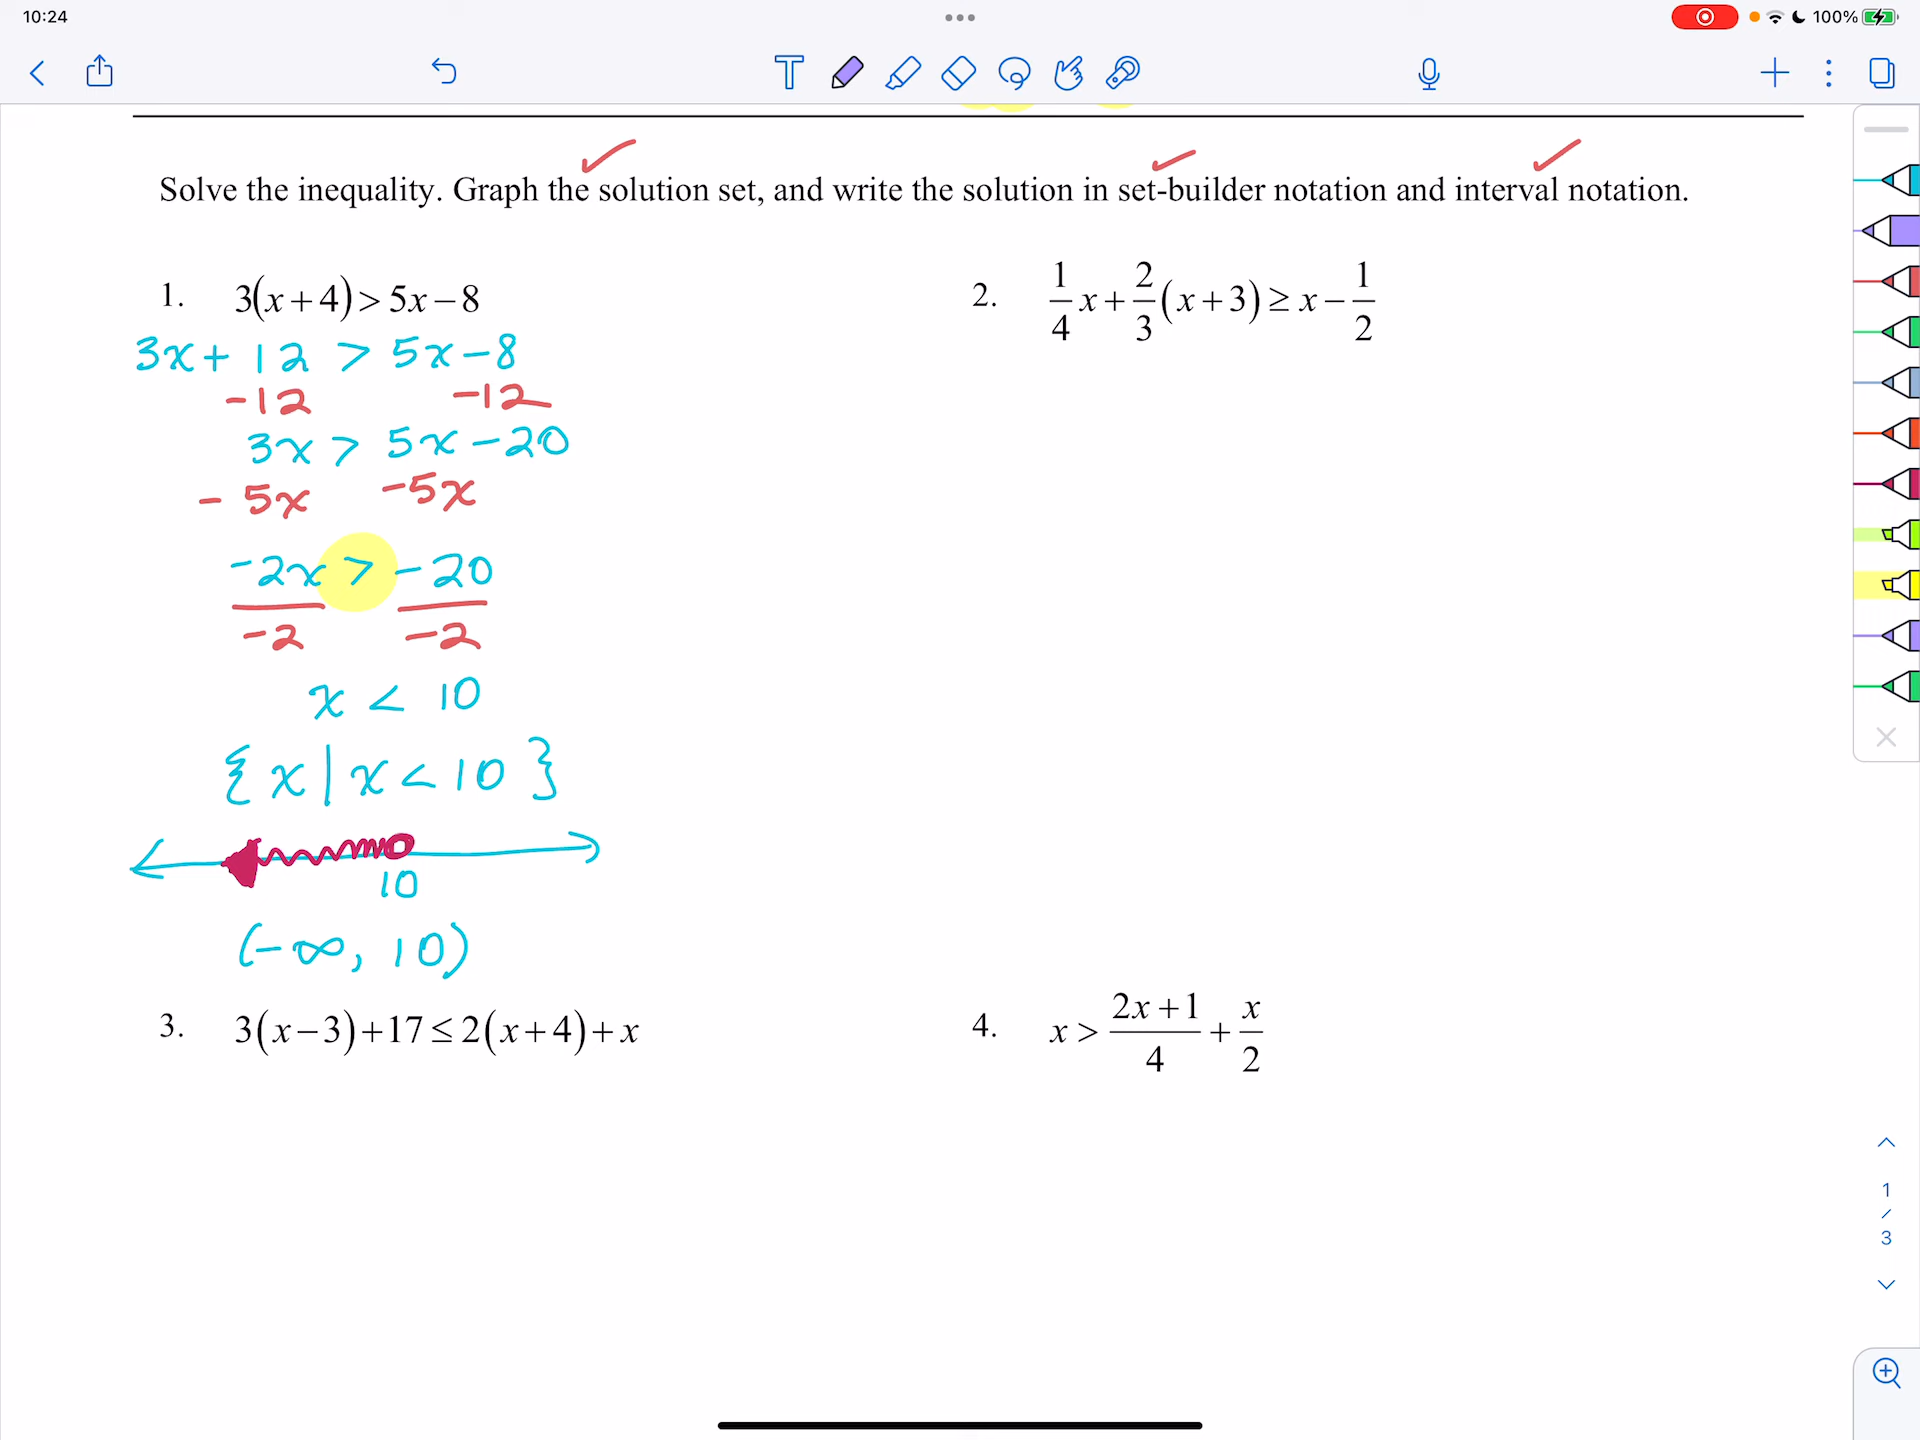 10:24
100%
Solve the inequality. Graph the solution set, and write the solution in set-builder notation and interval notation.
1. 3(x+4)>5x−8
3x+ 12 > 5x−8
−12 −12
3x > 5x−20
−5x −5x
−2x > −20
−2 −2
x < 10
{x|x<10}
10
(−∞, 10)
2. 1/4 x+2/3(x+3)≥x−1/2
3. 3(x−3)+17≤2(x+4)+x
4. x>(2x+1)/4+x/2
1
/
3